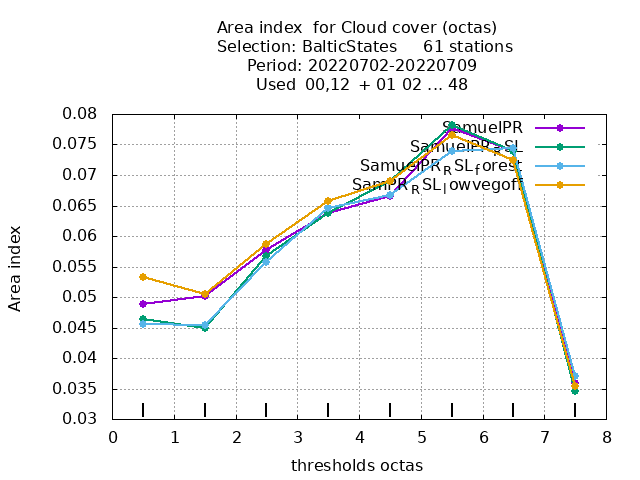 Area index for Cloud cover (octas)
Selection: BalticStates 61 stations
Period: 20220702-20220709
Used 00,12 + 01 02 ... 48
0.08
0.075
0.07
0.065
0.06
0.055
0.05
0.045
0.04
0.035
0.03
Area index
SamuelPR
SamuelPR_RSL
SamuelPR_RSL_forest
SamPR_RSL_lowvegoff
0 1 2 3 4 5 6 7 8
thresholds octas